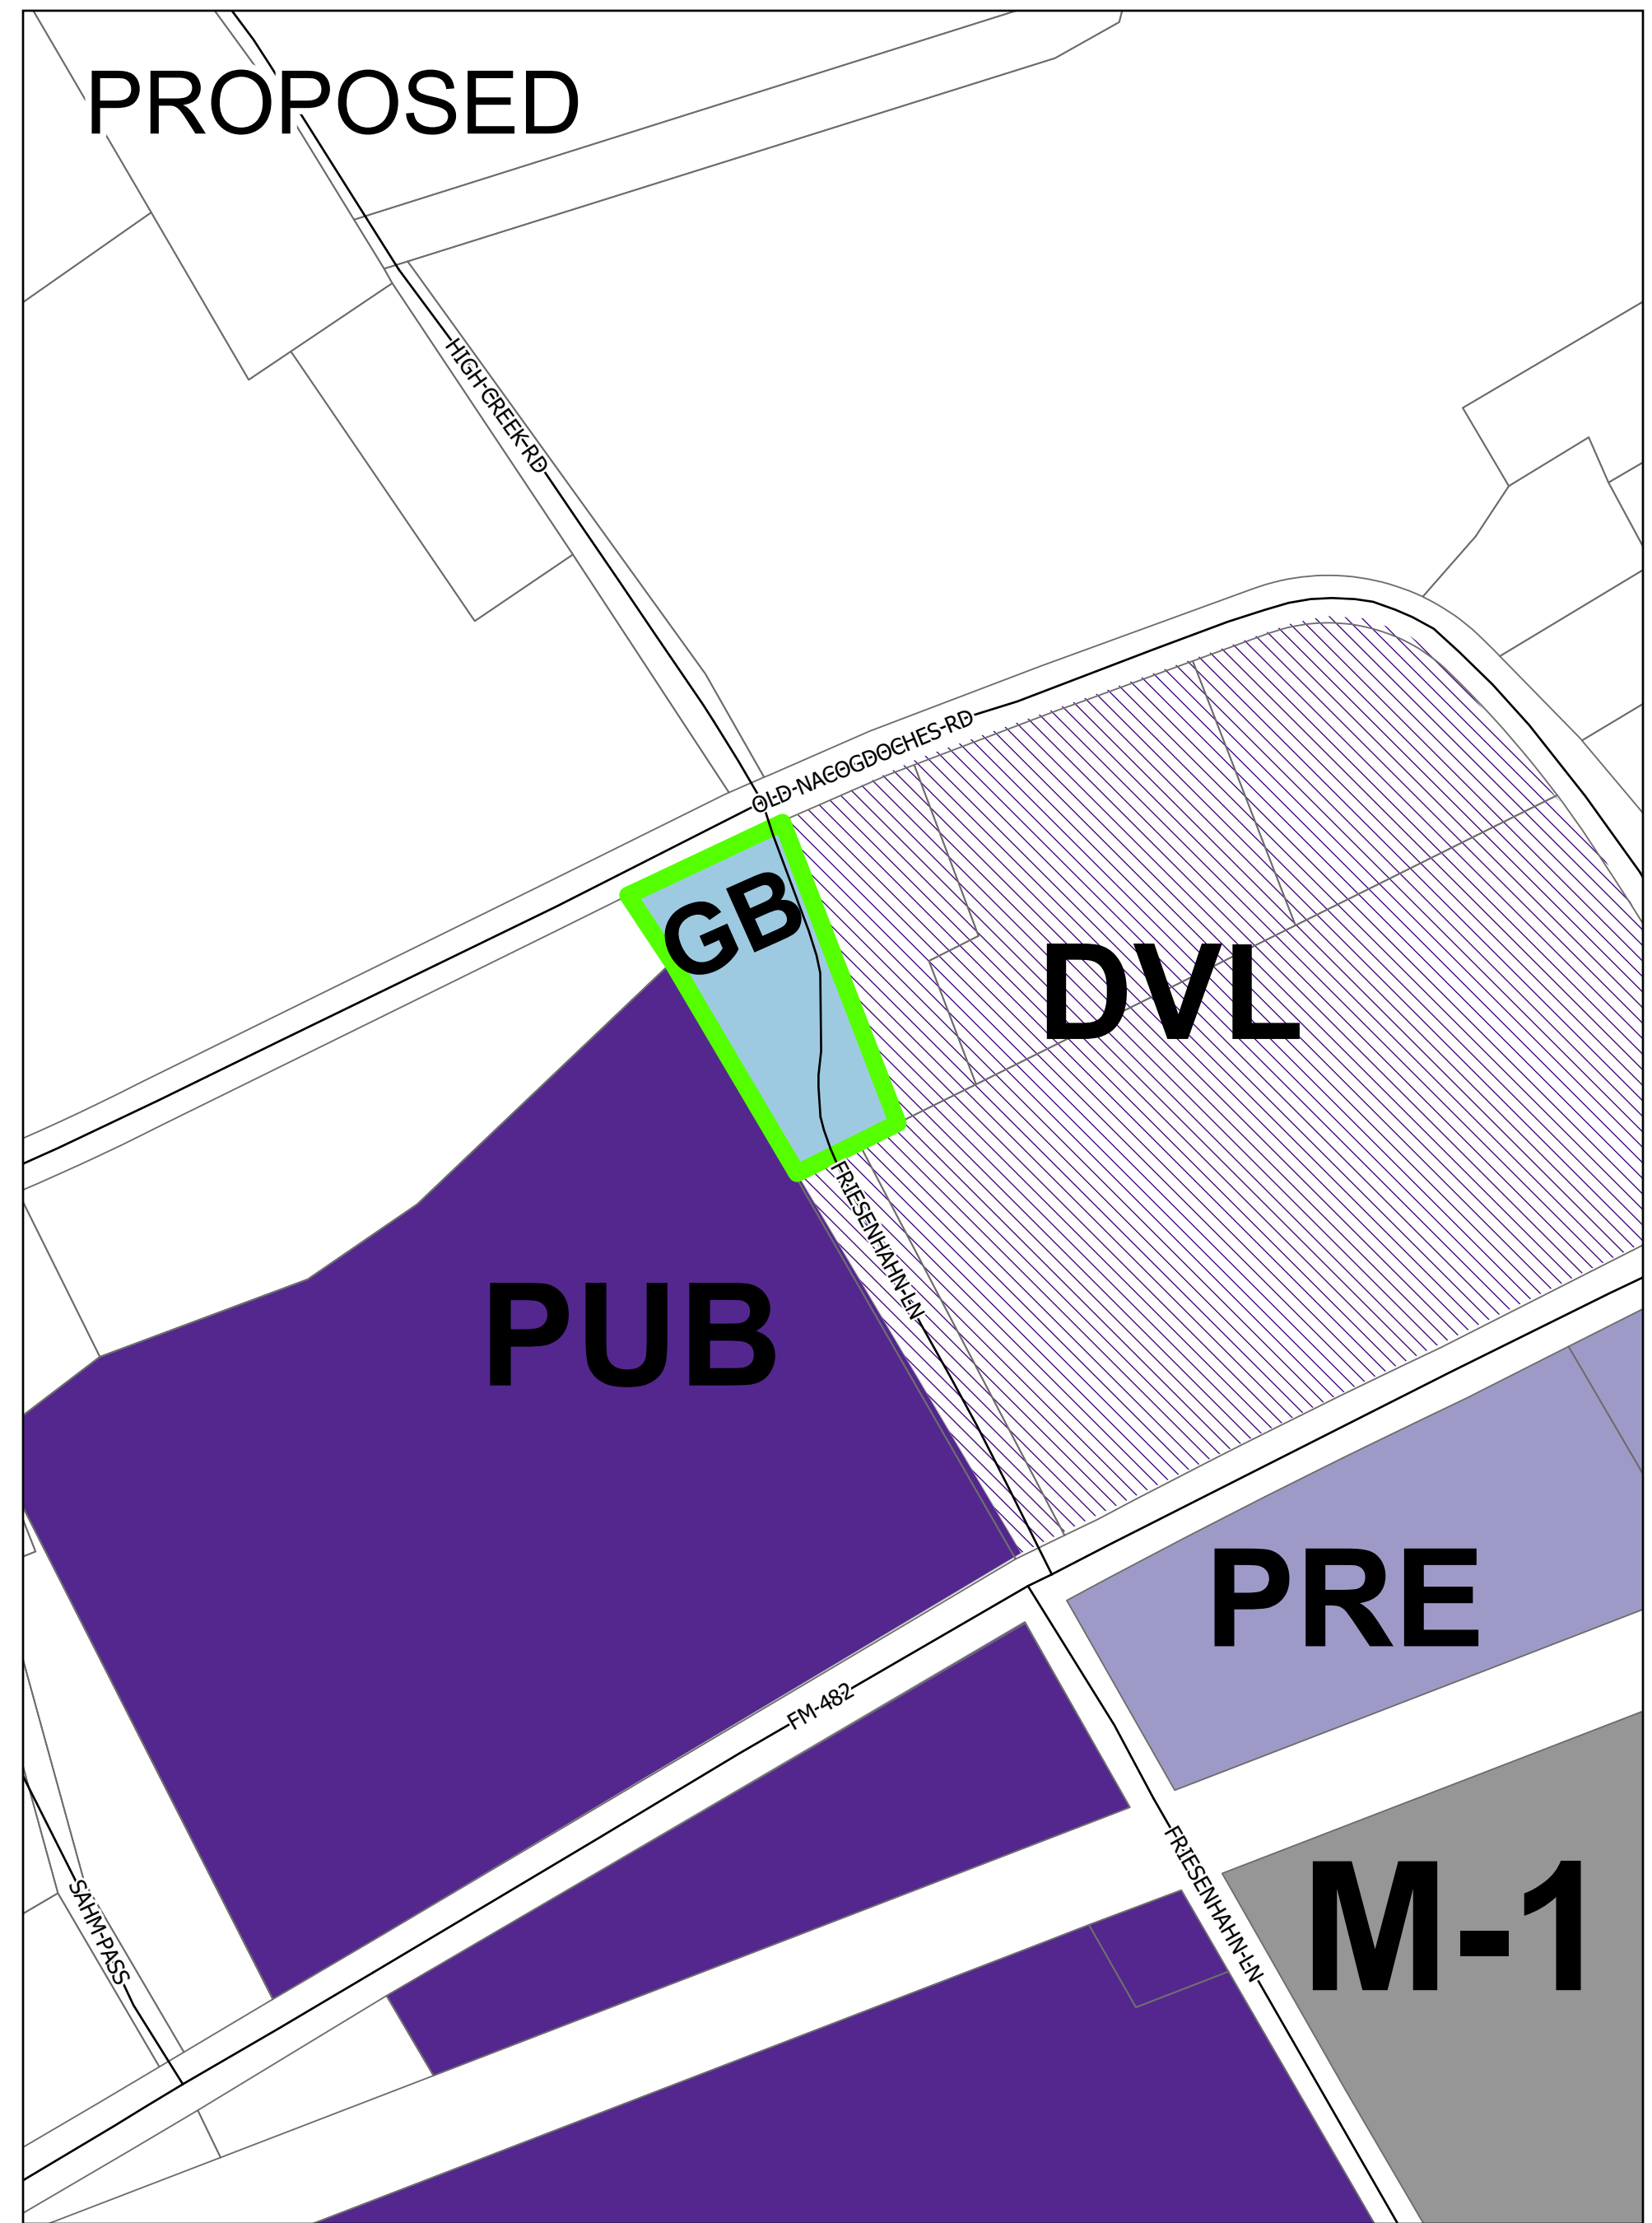 PROPOSED
HIGH-CREEK-RD
OLD-NACOGDOCHES-RD
GB
DVL
FRIESENHAHN-LN
PUB
PRE
FM-482
FRIESENHAHN-LN
M-1
SAHM-PASS